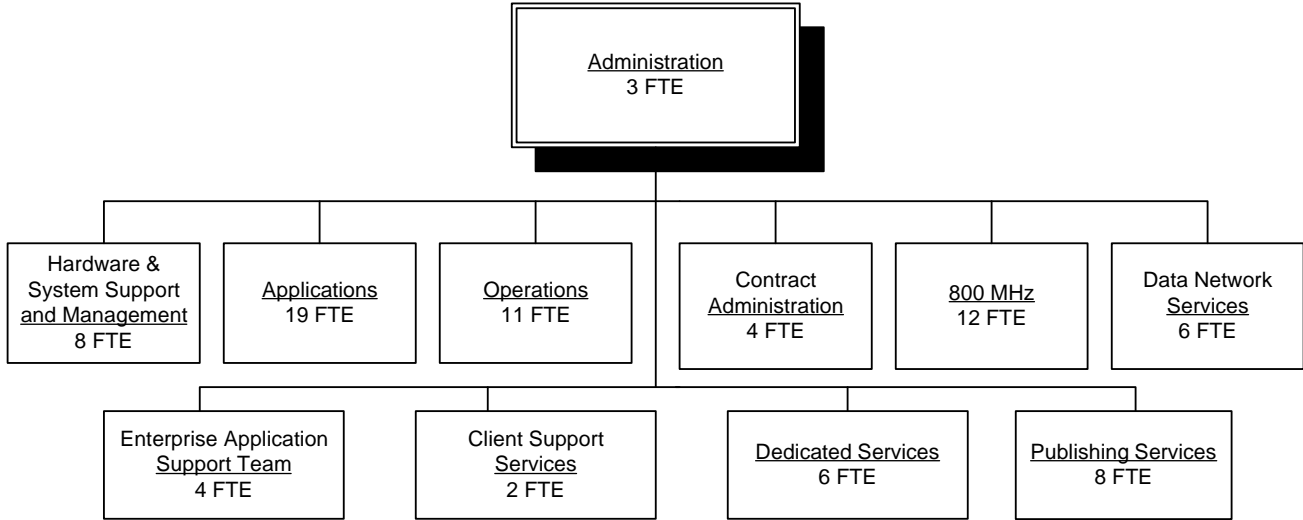 Administration
3 FTE
Hardware &
System Support
and Management
8 FTE
Applications
19 FTE
Operations
11 FTE
Contract
Administration
4 FTE
800 MHz
12 FTE
Data Network
Services
6 FTE
Enterprise Application
Support Team
4 FTE
Client Support
Services
2 FTE
Dedicated Services
6 FTE
Publishing Services
8 FTE